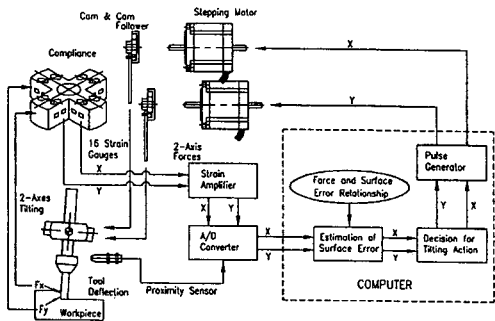 Cam & Cam
Follower
Stepping Motor
Compliance
X
Y
16 Strain
Gauges
X
Y
2-Axis
Forces
Strain
Amplifier
X
Y
Force and Surface
Error Relationship
Pulse
Generator
Y
X
2-Axes
Tilting
A/D
Converter
X
Y
Estimation of
Surface Error
X
Y
Decision for
Tilting Action
Tool
Deflection
Proximity Sensor
Fx
Fy
Workpiece
COMPUTER